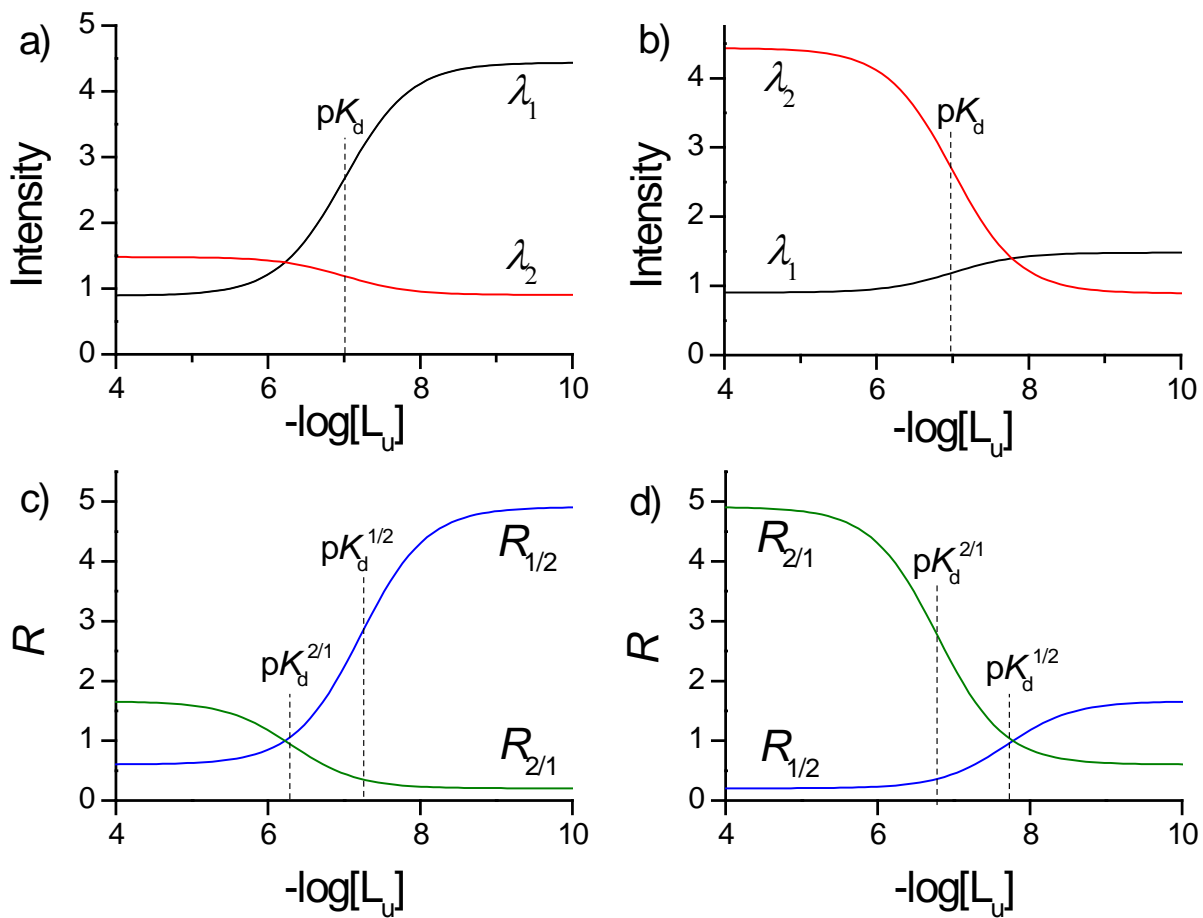 a)
5
4
3
2
1
0
Intensity
λ1
pKd
λ2
4 6 8 10
-log[Lu]
b)
4
3
2
1
0
Intensity
λ2
pKd
λ1
4 6 8 10
-log[Lu]
c)
5
4
3
2
1
0
R
R1/2
pKd1/2
pKd2/1
R2/1
4 6 8 10
-log[Lu]
d)
5
4
3
2
1
0
R
R2/1
pKd2/1
pKd1/2
R1/2
4 6 8 10
-log[Lu]